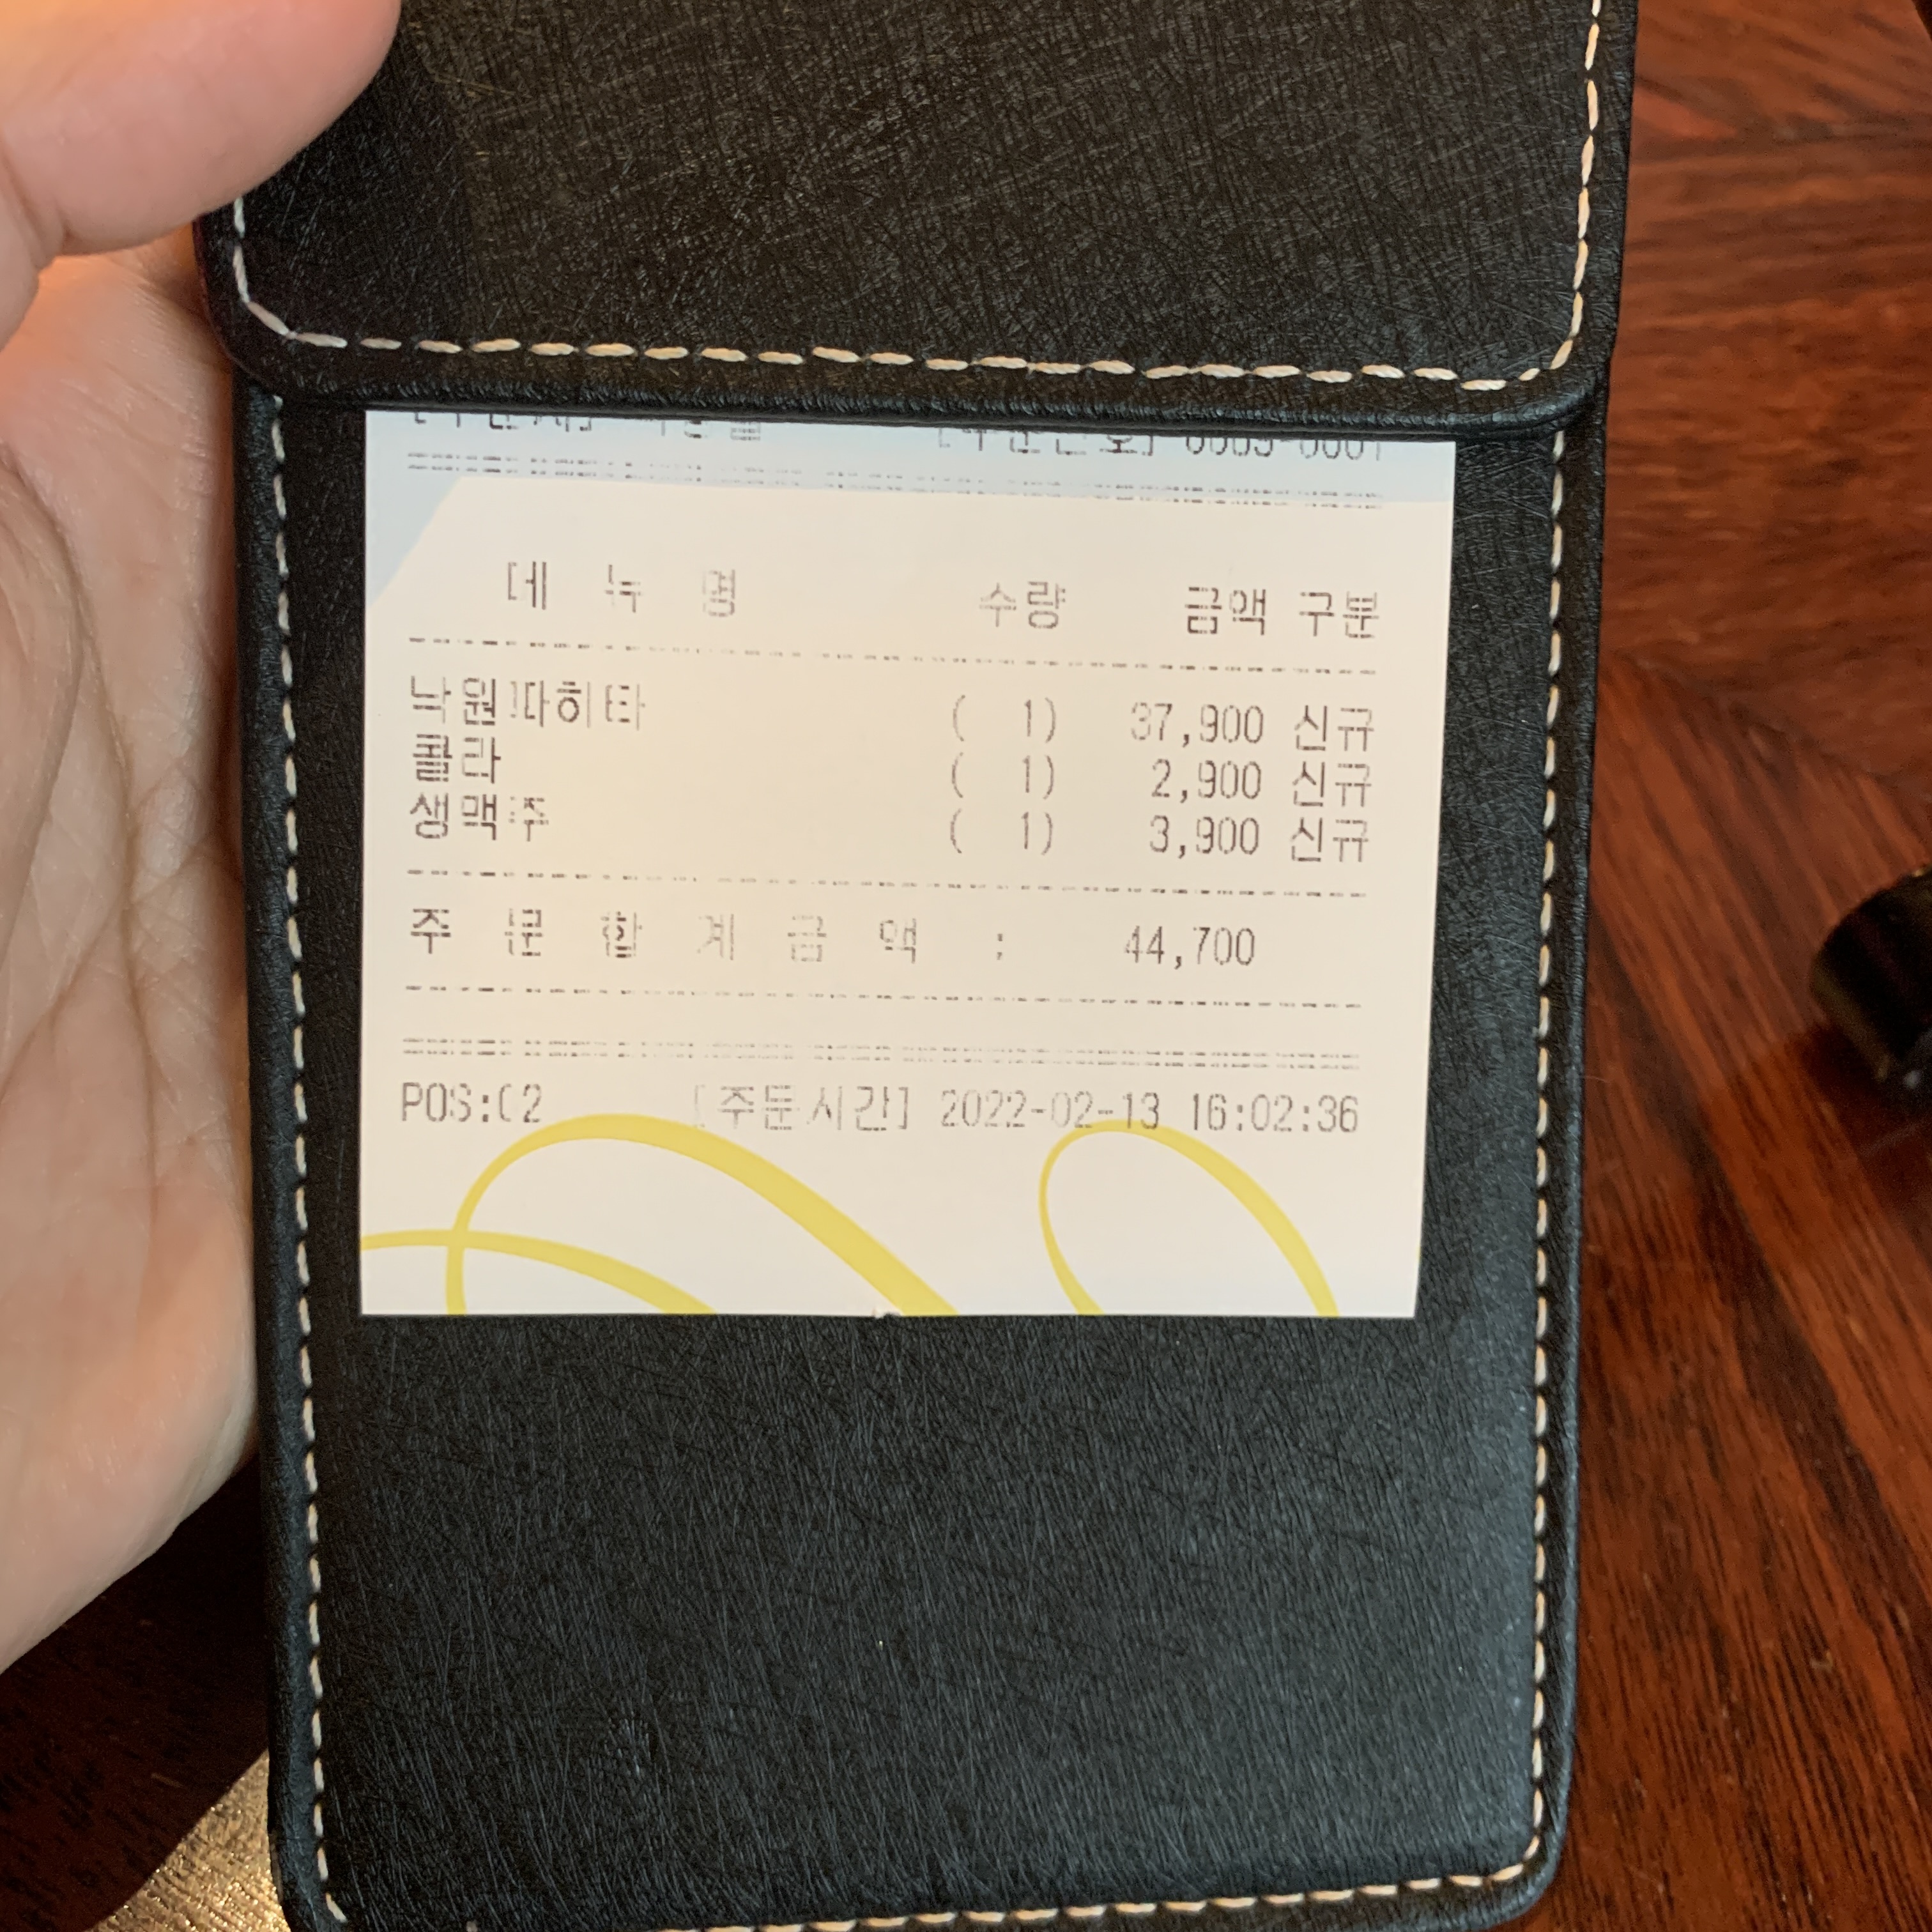 메 뉴 명 수량 금액 구분
낙원파히타 ( 1) 37,900 신규
콜라 ( 1) 2,900 신규
생맥주 ( 1) 3,900 신규
주 문 합 계 금 액 : 44,700
POS:02 [주문시간] 2022-02-13 16:02:36